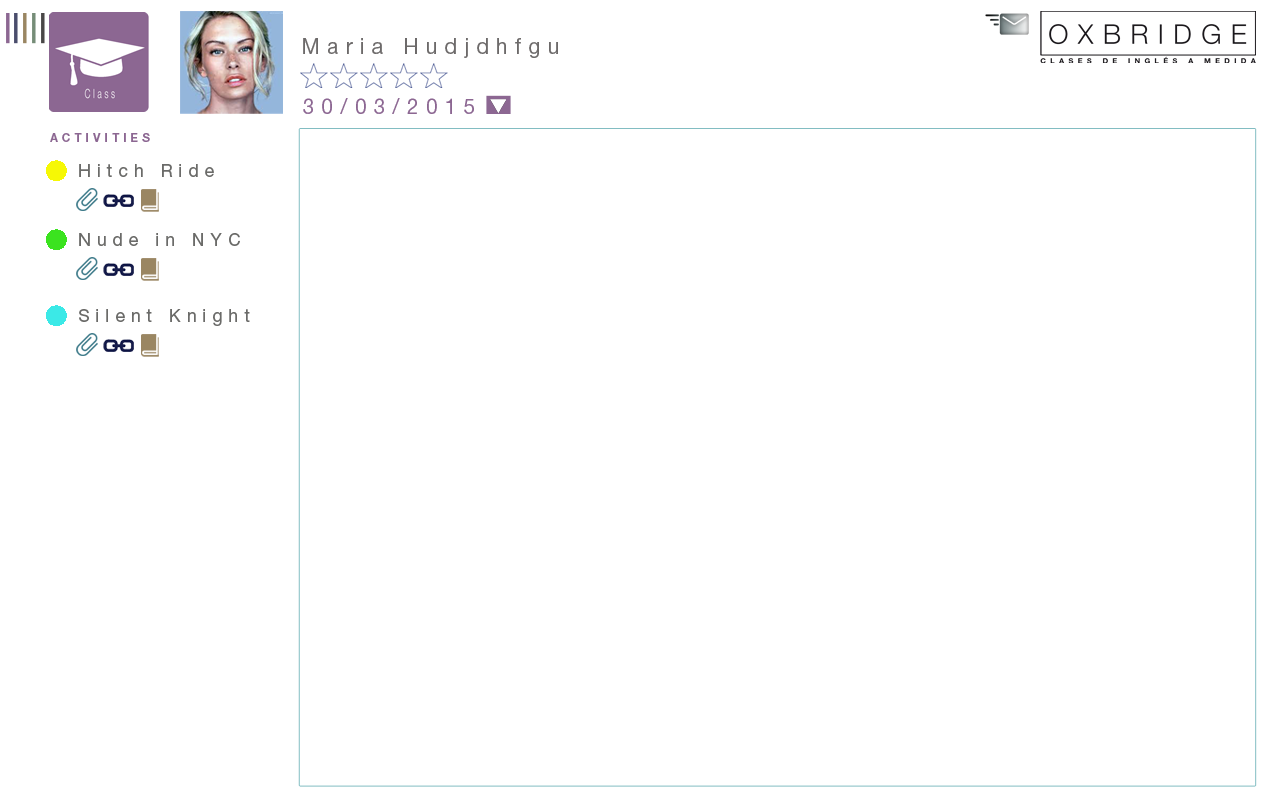 Class
Maria Hudjdhfgu
30/03/2015
OXBRIDGE
CLASES DE INGLÉS A MEDIDA
ACTIVITIES
Hitch Ride
Nude in NYC
Silent Knight